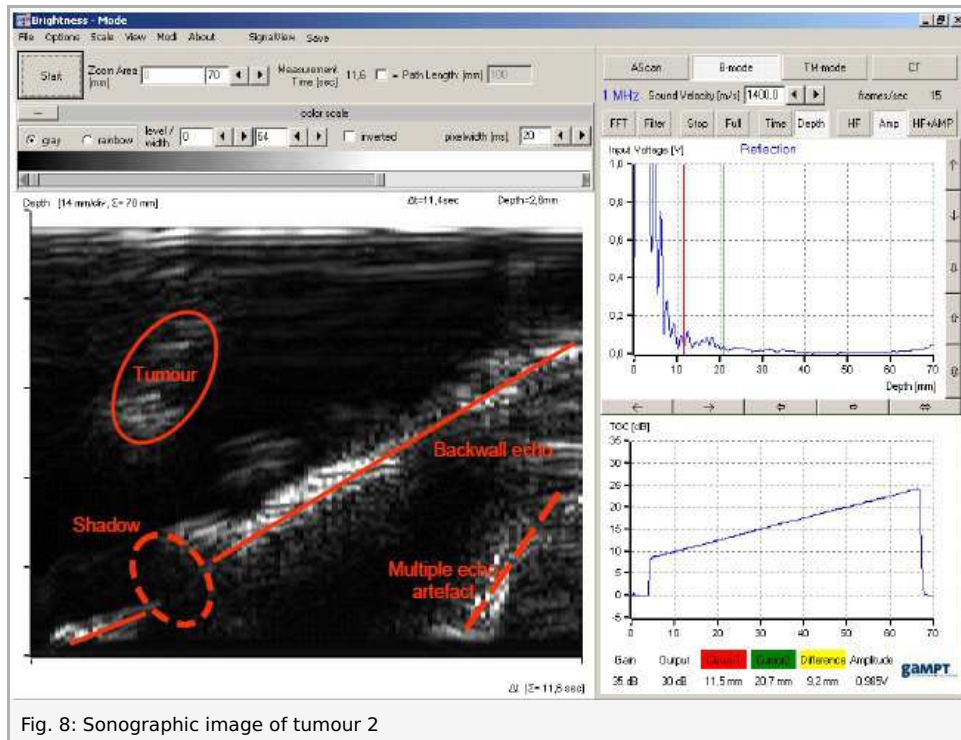 Brightness - Mode
File Options Scale View Modi About SignalView Save
Start
Zoom Area [mm] 0 70
Measurement Time [sec] 11,6 = Path Length: [mm] 100
color scale
gray rainbow level / width 0 64 inverted pixelwidth [ms]: 20
Depth [14 mm/div, Σ= 70 mm] Δt=11,4sec Depth=2,8mm
Tumour
Backwall echo
Shadow
Multiple echo
artefact
Δt [Σ= 11,6 sec]
AScan B-mode TM-mode CT
1 MHz Sound Velocity [m/s] 1400.0 frames/sec 15
FFT Filter Stop Full Time Depth HF Amp HF+AMP
Input Voltage [V] Reflection
1,0
0,8
0,6
0,4
0,2
0,0
0 10 20 30 40 50 60 70
Depth [mm]
TGC [dB]
35
30
25
20
15
10
5
0
-5
0 10 20 30 40 50 60 70
Gain Output Cursor1 Cursor2 Difference Amplitude
35 dB 30 dB 11,5 mm 20,7 mm 9,2 mm 0,985V
GAMPT
Fig. 8: Sonographic image of tumour 2